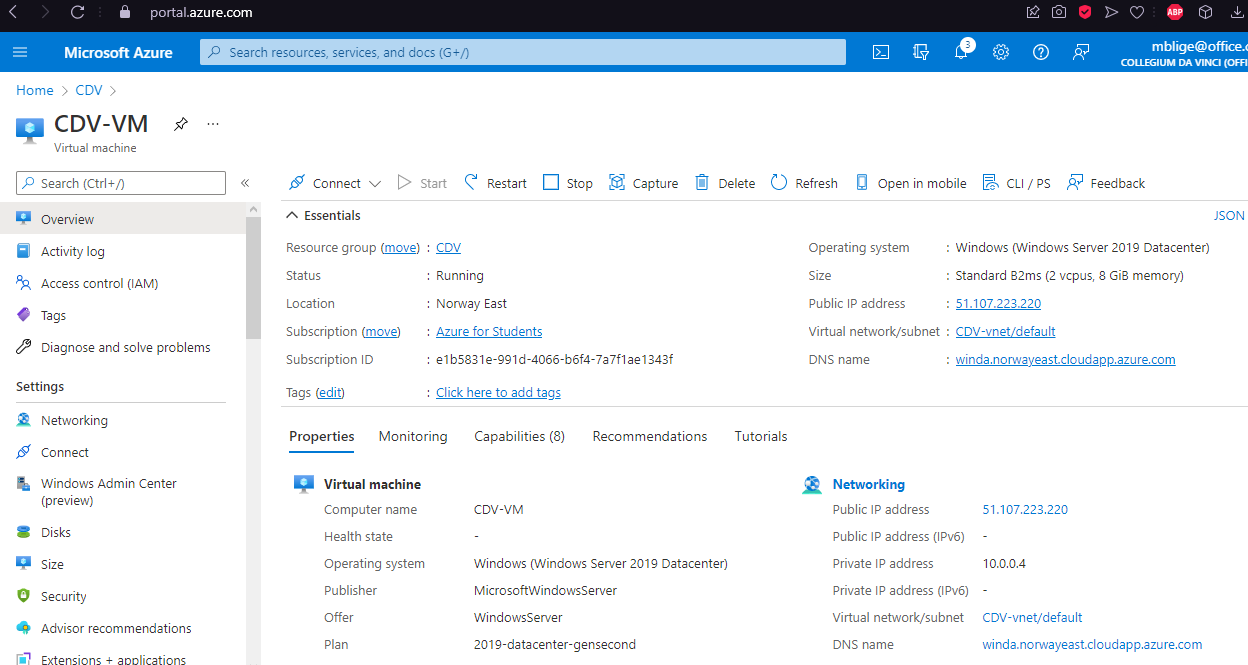 portal.azure.com
ABP
Microsoft Azure
Search resources, services, and docs (G+/)
3
mblige@office.c
COLLEGIUM DA VINCI (OFFI
Home > CDV >
CDV-VM
Virtual machine
Search (Ctrl+/)
Connect Start Restart Stop Capture Delete Refresh Open in mobile CLI / PS Feedback
Overview
Activity log
Access control (IAM)
Tags
Diagnose and solve problems
Settings
Networking
Connect
Windows Admin Center
(preview)
Disks
Size
Security
Advisor recommendations
Extensions + applications
Essentials
JSON
Resource group (move) : CDV
Status : Running
Location : Norway East
Subscription (move) : Azure for Students
Subscription ID : e1b5831e-991d-4066-b6f4-7a7f1ae1343f
Tags (edit) : Click here to add tags
Operating system : Windows (Windows Server 2019 Datacenter)
Size : Standard B2ms (2 vcpus, 8 GiB memory)
Public IP address : 51.107.223.220
Virtual network/subnet : CDV-vnet/default
DNS name : winda.norwayeast.cloudapp.azure.com
Properties Monitoring Capabilities (8) Recommendations Tutorials
Virtual machine
Computer name CDV-VM
Health state -
Operating system Windows (Windows Server 2019 Datacenter)
Publisher MicrosoftWindowsServer
Offer WindowsServer
Plan 2019-datacenter-gensecond
Networking
Public IP address 51.107.223.220
Public IP address (IPv6) -
Private IP address 10.0.0.4
Private IP address (IPv6) -
Virtual network/subnet CDV-vnet/default
DNS name winda.norwayeast.cloudapp.azure.com